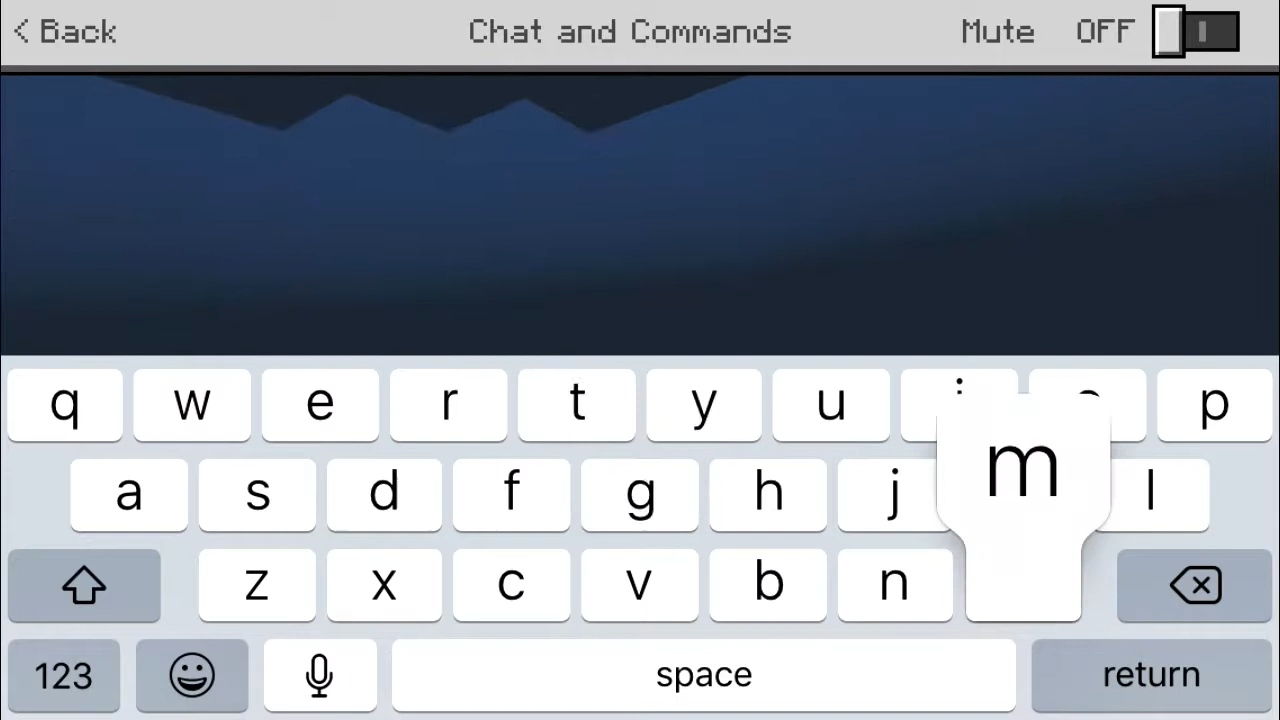 < Back Chat and Commands Mute OFF
q w e r t y u i p
a s d f g h j m l
z x c v b n
123 space return